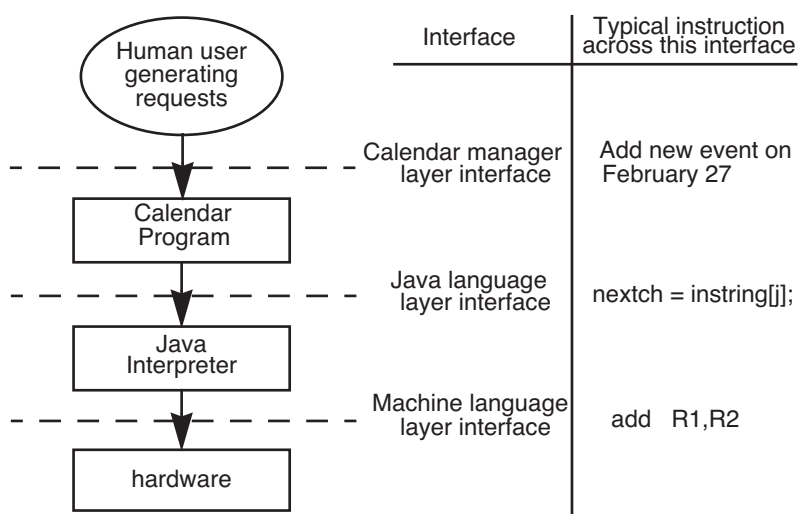 Human user
generating
requests
Interface
Typical instruction
across this interface
Calendar manager
layer interface
Add new event on
February 27
Calendar
Program
Java language
layer interface
nextch = instring[j];
Java
Interpreter
Machine language
layer interface
add R1,R2
hardware